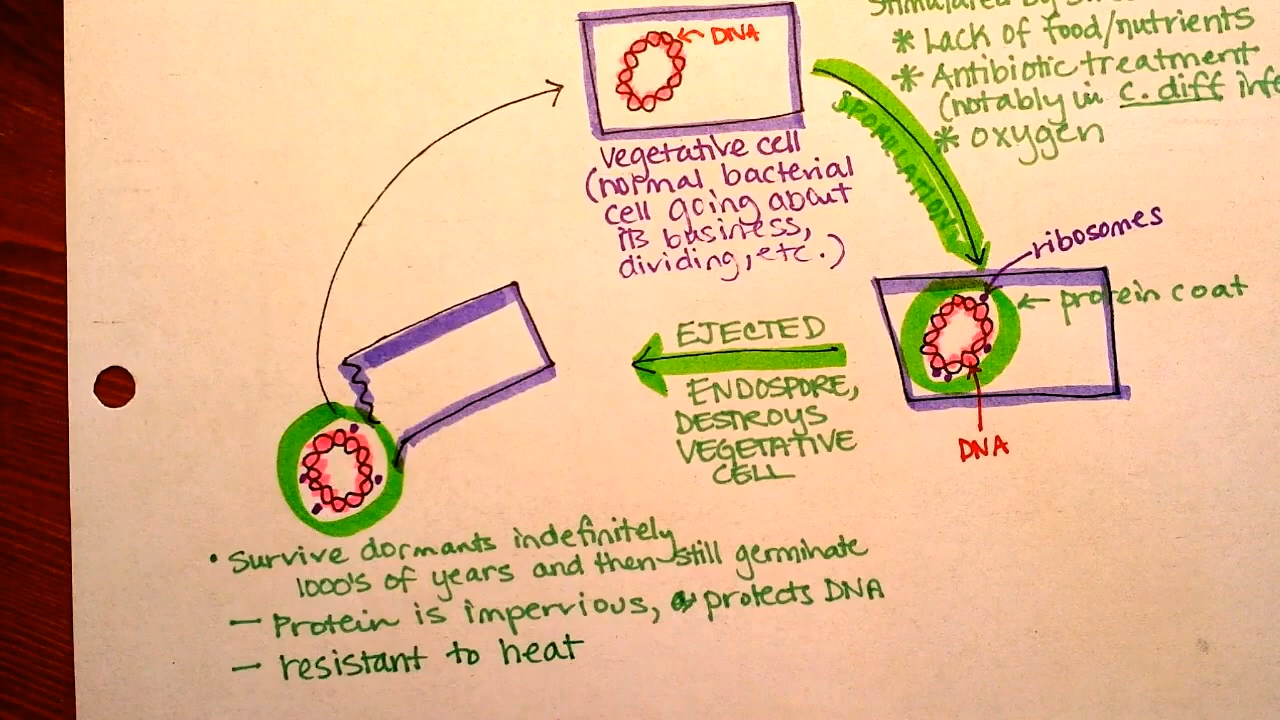 Stimulated by
* Lack of food/nutrients
* Antibiotic treatment
(notably in C. diff
* oxygen
DNA
SPORULATION
vegetative cell
(normal bacterial
cell going about
its business,
dividing, etc.)
ribosomes
protein coat
DNA
EJECTED
ENDOSPORE,
DESTROYS
VEGETATIVE
CELL
• Survive dormants indefinitely
1000's of years and then still germinate
- Protein is impervious, protects DNA
- resistant to heat